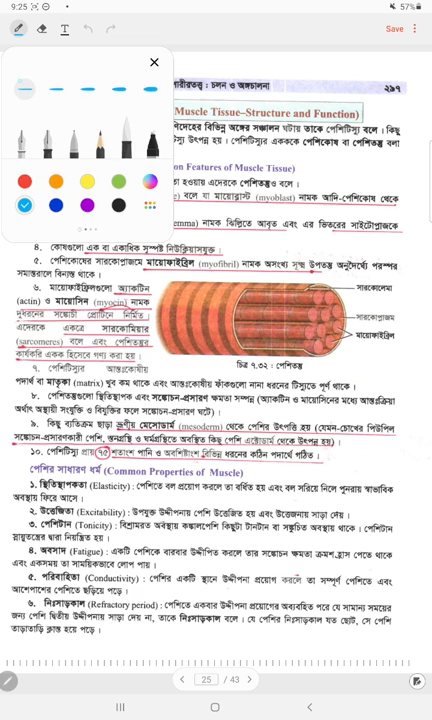 9:25
57%
Save
শারীরতত্ত্ব : চলন ও অঙ্গচালনা
২৯৭
Muscle Tissue–Structure and Function)
ণিদেহের বিভিন্ন অঙ্গের সঞ্চালন ঘটায় তাকে পেশিটিস্যু বলে । কিছু
টিস্যু উৎপন্ন হয় । পেশিটিস্যুর একককে পেশিকোষ বা পেশিতন্তু বলা
on Features of Muscle Tissue)
তা হওয়ায় এদেরকে পেশিতন্তুও বলে ।
e) বলে যা মায়োব্লাস্ট (myoblast) নামক আদি-পেশিকোষ থেকে
mma) নামক ঝিল্লিতে আবৃত এবং এর ভিতরের সাইটোপ্লাজমকে
৪. কোষগুলো এক বা একাধিক সুস্পষ্ট নিউক্লিয়াসযুক্ত ।
৫. পেশিকোষের সারকোপ্লাজমে মায়োফাইব্রিল (myofibril) নামক অসংখ্য সূক্ষ্ম উপতন্তু অনুদৈর্ঘ্যে পরস্পর
সমান্তরালে বিন্যস্ত থাকে ।
৬. মায়োফাইব্রিলগুলো অ্যাকটিন
(actin) ও মায়োসিন (myocin) নামক
দুধরনের সঙ্কোচী প্রোটিনে নির্মিত ।
এদেরকে একত্রে সারকোমিয়ার
(sarcomeres) বলে এবং পেশিতন্তুর
কার্যকরি একক হিসেবে গণ্য করা হয় ।
৭. পেশিটিস্যুর আন্তঃকোষীয়
সারকোলেমা
সারকোপ্লাজম
মায়োফাইব্রিল
চিত্র ৭.৩২ : পেশিতন্তু
পদার্থ বা মাতৃকা (matrix) খুব কম থাকে এবং আন্তঃকোষীয় ফাঁকগুলো নানা ধরনের টিস্যুতে পূর্ণ থাকে ।
৮. পেশিতন্তুগুলো স্থিতিস্থাপক এবং সঙ্কোচন-প্রসারণ ক্ষমতা সম্পন্ন (অ্যাকটিন ও মায়োসিনের মধ্যে আন্তঃক্রিয়া
অর্থাৎ অস্থায়ী সংযুক্তি ও বিযুক্তির ফলে সঙ্কোচন-প্রসারণ ঘটে) ।
৯. কিছু ব্যতিক্রম ছাড়া ভ্রূণীয় মেসোডার্ম (mesoderm) থেকে পেশির উৎপত্তি হয় (যেমন-চোখের পিউপিল
সঙ্কোচন-প্রসারণকারী পেশি, স্তনগ্রন্থি ও ঘর্মগ্রন্থিতে অবস্থিত কিছু পেশি এক্টোডার্ম থেকে উৎপন্ন হয়) ।
১০. পেশিটিস্যু প্রায় ৭৫ শতাংশ পানি ও অবশিষ্টাংশ বিভিন্ন ধরনের কঠিন পদার্থে গঠিত ।
পেশির সাধারণ ধর্ম (Common Properties of Muscle)
১. স্থিতিস্থাপকতা (Elasticity) : পেশিতে বল প্রয়োগ করলে তা বর্ধিত হয় এবং বল সরিয়ে নিলে পুনরায় স্বাভাবিক
অবস্থায় ফিরে আসে ।
২. উত্তেজিতা (Excitability) : উপযুক্ত উদ্দীপনায় পেশি উত্তেজিত হয় এবং উত্তেজনায় সাড়া দেয় ।
৩. পেশিটান (Tonicity) : বিশ্রামরত অবস্থায় কঙ্কালপেশি কিছুটা টানটান বা সঙ্কুচিত অবস্থায় থাকে । পেশিটান
স্নায়ুতন্ত্রের দ্বারা নিয়ন্ত্রিত হয় ।
৪. অবসাদ (Fatigue) : একটি পেশিকে বারবার উদ্দীপিত করলে তার সঙ্কোচন ক্ষমতা ক্রমশ হ্রাস পেতে থাকে
এবং একসময় তা সাময়িকভাবে লোপ পায় ।
৫. পরিবাহিতা (Conductivity) : পেশির একটি স্থানে উদ্দীপনা প্রয়োগ করলে তা সম্পূর্ণ পেশিতে এবং
আশেপাশের পেশিতে ছড়িয়ে পড়ে ।
৬. নিঃসাড়কাল (Refractory period) : পেশিতে একবার উদ্দীপনা প্রয়োগের অব্যবহিত পরে যে সামান্য সময়ের
জন্য পেশি দ্বিতীয় উদ্দীপনায় সাড়া দেয় না, তাকে নিঃসাড়কাল বলে । যে পেশির নিঃসাড়কাল যত ছোট, সে পেশি
তাড়াতাড়ি ক্লান্ত হয়ে পড়ে ।
25 / 43